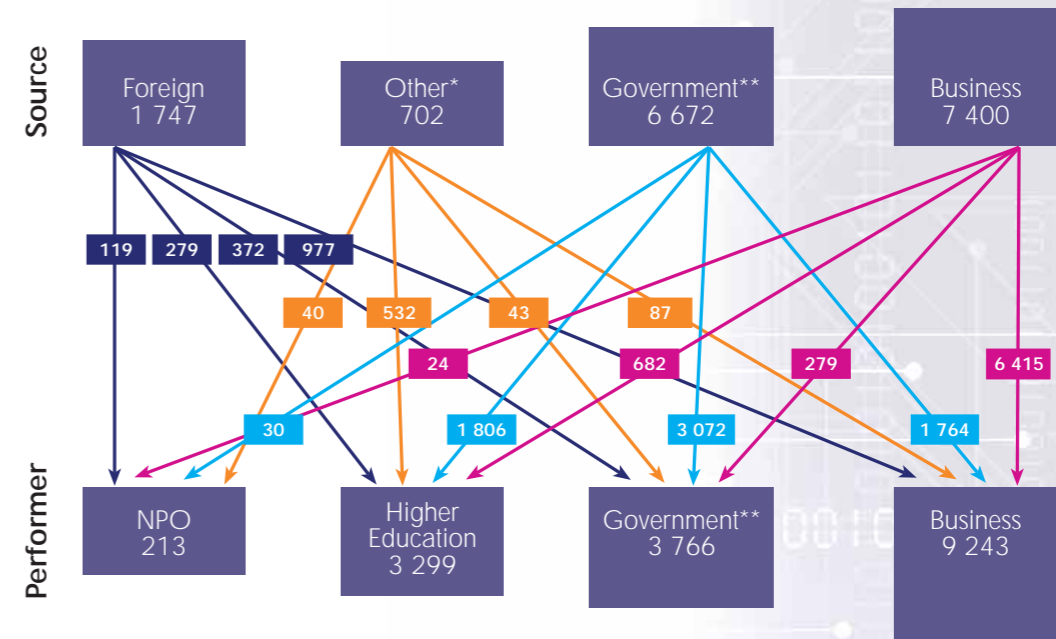 Source
Foreign
1 747
Other*
702
Government**
6 672
Business
7 400
119
279
372
977
40
532
43
87
24
682
279
6 415
30
1 806
3 072
1 764
Performer
NPO
213
Higher
Education
3 299
Government**
3 766
Business
9 243